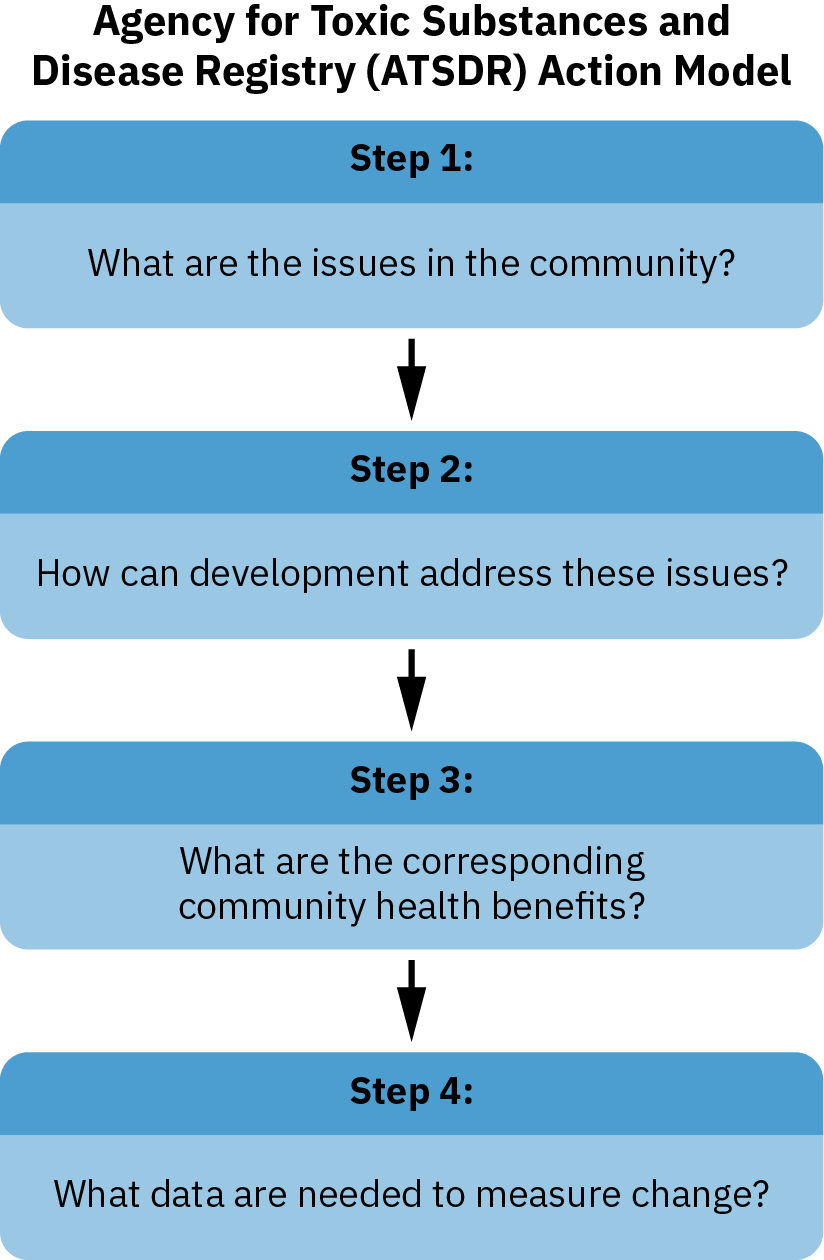 Agency for Toxic Substances and
Disease Registry (ATSDR) Action Model
Step 1:
What are the issues in the community?
Step 2:
How can development address these issues?
Step 3:
What are the corresponding
community health benefits?
Step 4:
What data are needed to measure change?